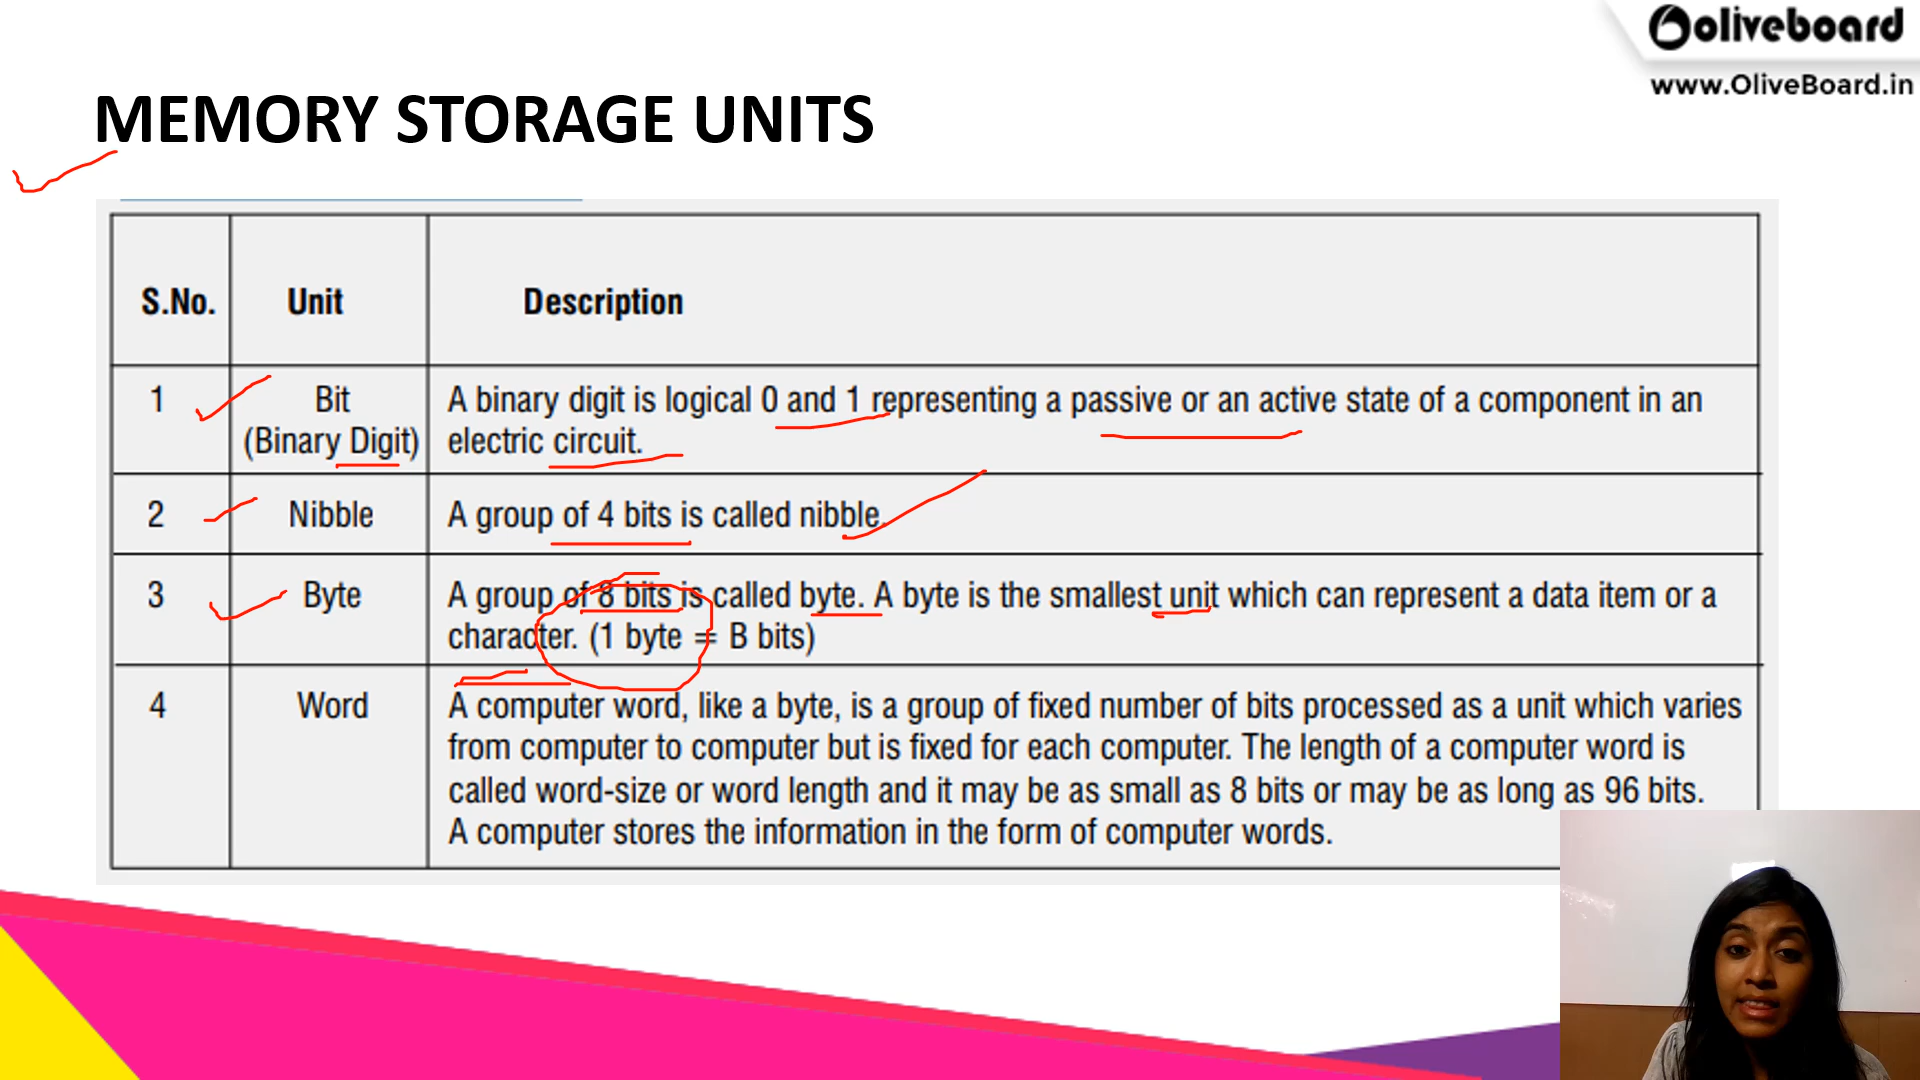 oliveboard
www.OliveBoard.in
MEMORY STORAGE UNITS
S.No. Unit Description
1 Bit (Binary Digit) A binary digit is logical 0 and 1 representing a passive or an active state of a component in an
electric circuit.
2 Nibble A group of 4 bits is called nibble.
3 Byte A group of 8 bits is called byte. A byte is the smallest unit which can represent a data item or a
character. (1 byte = B bits)
4 Word A computer word, like a byte, is a group of fixed number of bits processed as a unit which varies
from computer to computer but is fixed for each computer. The length of a computer word is
called word-size or word length and it may be as small as 8 bits or may be as long as 96 bits.
A computer stores the information in the form of computer words.